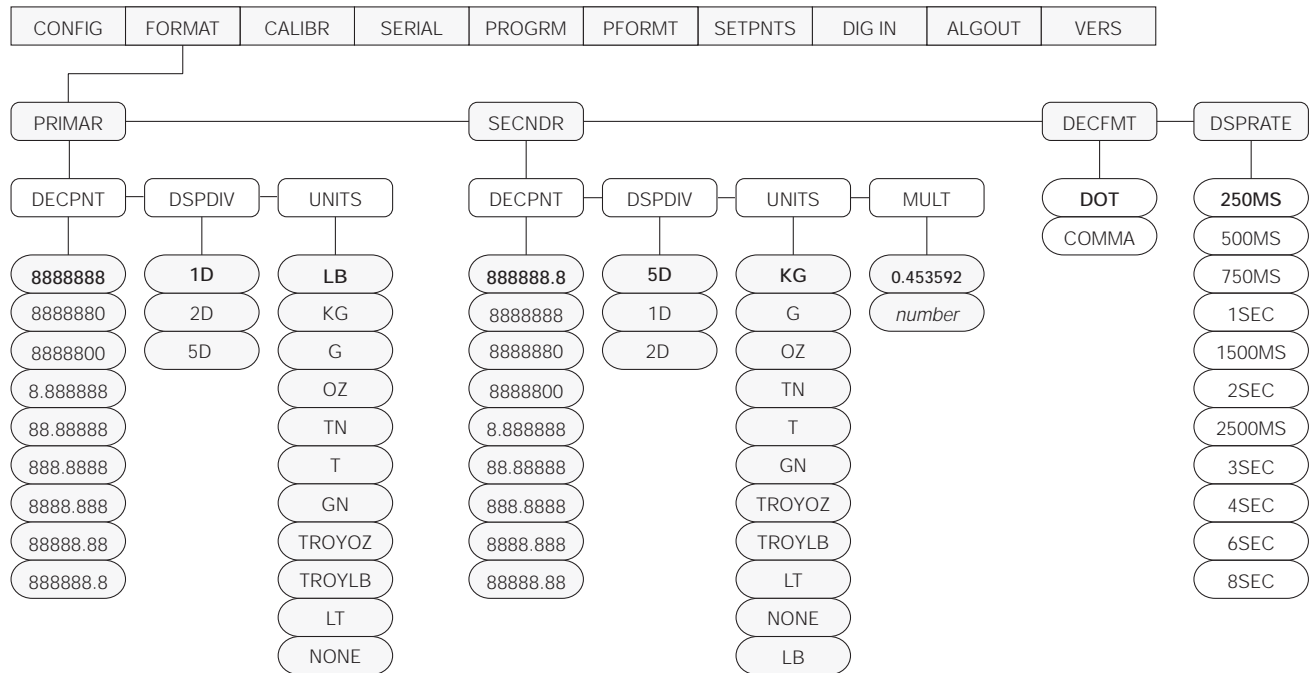 CONFIG FORMAT CALIBR SERIAL PROGRM PFORMT SETPNTS DIG IN ALGOUT VERS
PRIMAR SECNDR DECFMT DSPRATE
DECPNT DSPDIV UNITS DECPNT DSPDIV UNITS MULT DOT 250MS
COMMA 500MS
8888888 1D LB 888888.8 5D KG 0.453592 750MS
8888880 2D KG 8888888 1D G number 1SEC
8888800 5D G 8888880 2D OZ 1500MS
8.888888 OZ 8888800 TN 2SEC
88.88888 TN 8.888888 T 2500MS
888.8888 T 88.88888 GN 3SEC
8888.888 GN 888.8888 TROYOZ 4SEC
88888.88 TROYOZ 8888.888 TROYLB 6SEC
888888.8 TROYLB 88888.88 LT 8SEC
LT NONE
NONE LB